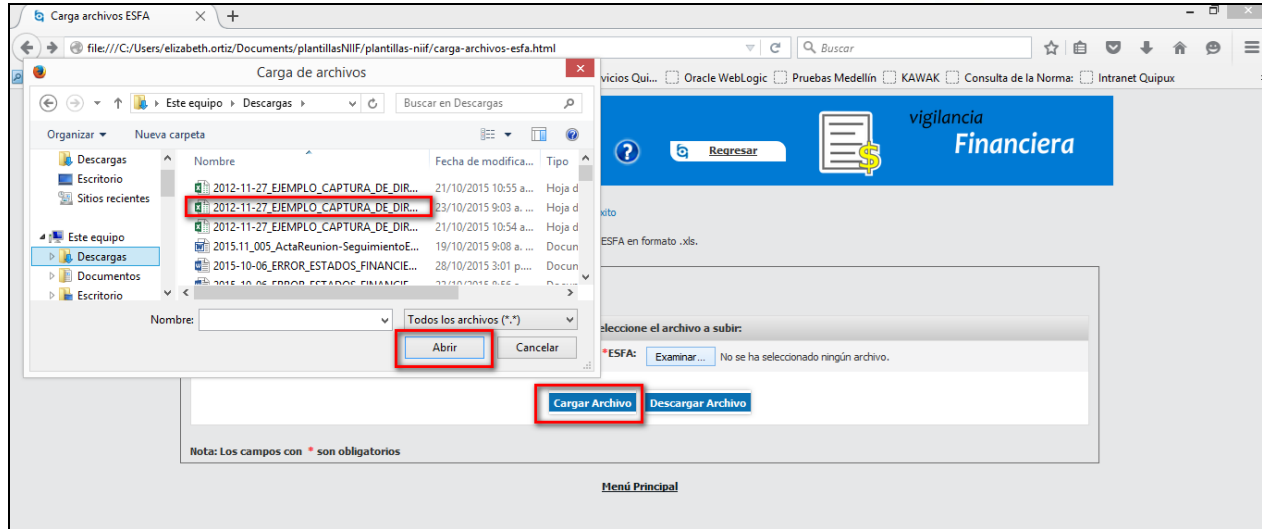 Carga archivos ESFA
file:///C:/Users/elizabeth.ortiz/Documents/plantillasNIIF/plantillas-niif/carga-archivos-esfa.html
Buscar
vicios Qui... Oracle WebLogic Pruebas Medellín KAWAK Consulta de la Norma: Intranet Quipux
Carga de archivos
Este equipo Descargas
Buscar en Descargas
Organizar Nueva carpeta
Descargas
Escritorio
Sitios recientes
Este equipo
Descargas
Documentos
Escritorio
Nombre Fecha de modifica... Tipo
2012-11-27_EJEMPLO_CAPTURA_DE_DIR... 21/10/2015 10:55 a... Hoja d
2012-11-27_EJEMPLO_CAPTURA_DE_DIR... 23/10/2015 9:03 a. ... Hoja d
2012-11-27_EJEMPLO_CAPTURA_DE_DIR... 21/10/2015 10:54 a... Hoja d
2015.11_005_ActaReunion-SeguimientoE... 19/10/2015 9:08 a. ... Docun
2015-10-06_ERROR_ESTADOS_FINANCIE... 28/10/2015 3:01 p.... Docun
Nombre: Todos los archivos (*.*)
Abrir Cancelar
Regresar
vigilancia
Financiera
xito
ESFA en formato .xls.
eleccione el archivo a subir:
*ESFA: Examinar... No se ha seleccionado ningún archivo.
Cargar Archivo Descargar Archivo
Nota: Los campos con * son obligatorios
Menú Principal